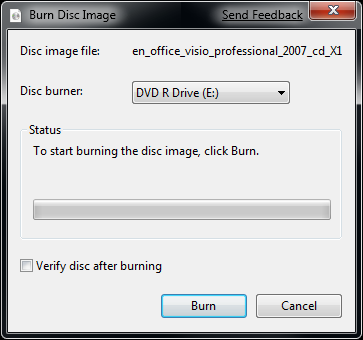 Burn Disc Image
Send Feedback
Disc image file: en_office_visio_professional_2007_cd_X1
Disc burner: DVD R Drive (E:)
Status
To start burning the disc image, click Burn.
Verify disc after burning
Burn Cancel